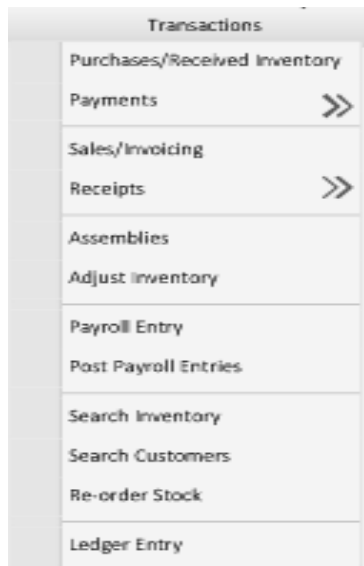 Transactions
Purchases/Received Inventory
Payments
Sales/Invoicing
Receipts
Assemblies
Adjust Inventory
Payroll Entry
Post Payroll Entries
Search Inventory
Search Customers
Re-order Stock
Ledger Entry